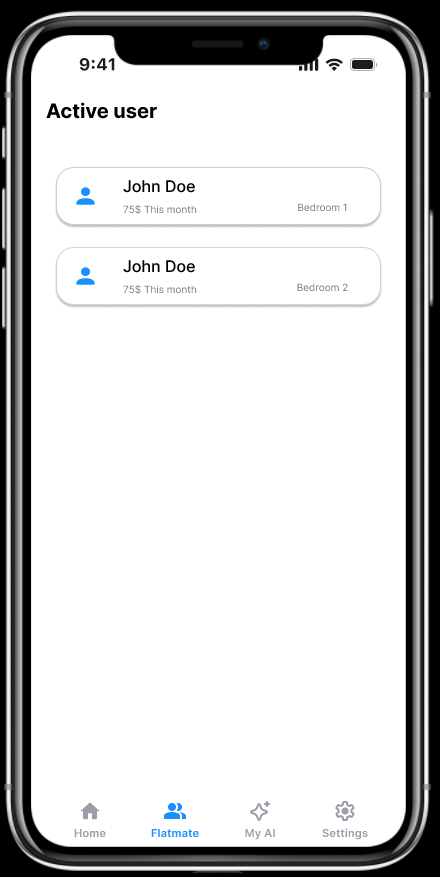 9:41
Active user
John Doe
75$ This month
Bedroom 1
John Doe
75$ This month
Bedroom 2
Home
Flatmate
My AI
Settings